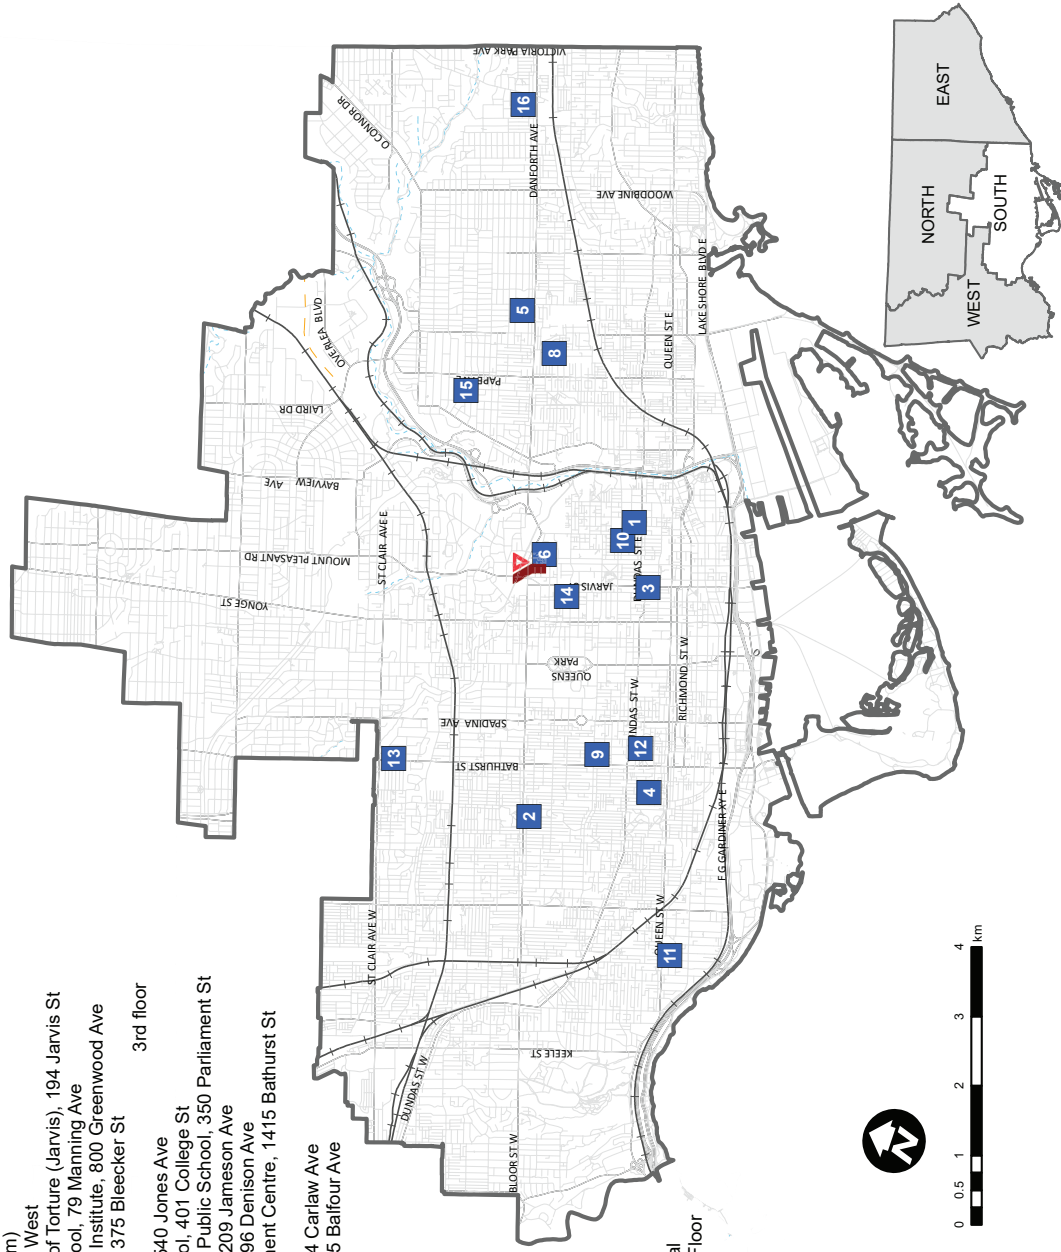 m)
West
of Torture (Jarvis), 194 Jarvis St
ool, 79 Manning Ave
Institute, 800 Greenwood Ave
375 Bleecker St
3rd floor
540 Jones Ave
ol, 401 College St
Public School, 350 Parliament St
209 Jameson Ave
96 Denison Ave
ent Centre, 1415 Bathurst St
4 Carlaw Ave
5 Balfour Ave
al
Floor
VICTORIA PARK AVE
O CONNOR DR
16
DANFORTH AVE
WOODBINE AVE
OVERLEA BLVD
5
8
15
LAKE SHORE BLVD E
QUEEN ST E
LAIRD DR
BAYVIEW AVE
MOUNT PLEASANT RD
ST CLAIR AVE E
YONGE ST
6
14
JARVIS
10
1
ST E
3
QUEENS
PARK
RICHMOND ST W
SPADINA AVE
NDAS ST W
13
BATHURST ST
9
12
4
2
F G GARDINER XY E
ST CLAIR AVE W
QUEEN ST W
11
KEELE ST
DUNDAS ST W
BLOOR ST W
EAST
NORTH
SOUTH
WEST
N
0 0.5 1 2 3 4
km